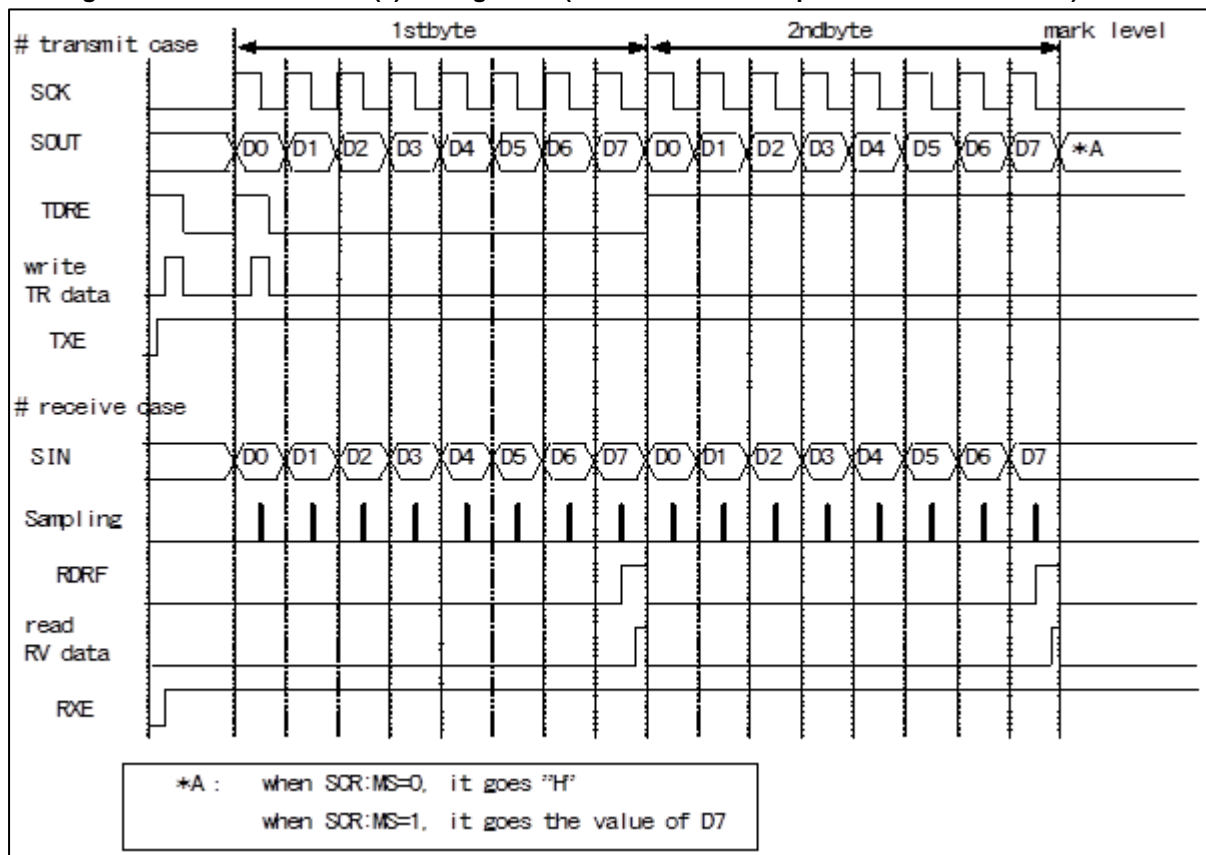 1stbyte 2ndbyte mark level
# transmit case
SCK
SOUT D0 D1 D2 D3 D4 D5 D6 D7 D0 D1 D2 D3 D4 D5 D6 D7 *A
TDRE
write
TR data
TXE
# receive case
SIN D0 D1 D2 D3 D4 D5 D6 D7 D0 D1 D2 D3 D4 D5 D6 D7
Sampling
RDRF
read
RV data
RXE
*A : when SCR:MS=0, it goes "H"
when SCR:MS=1, it goes the value of D7